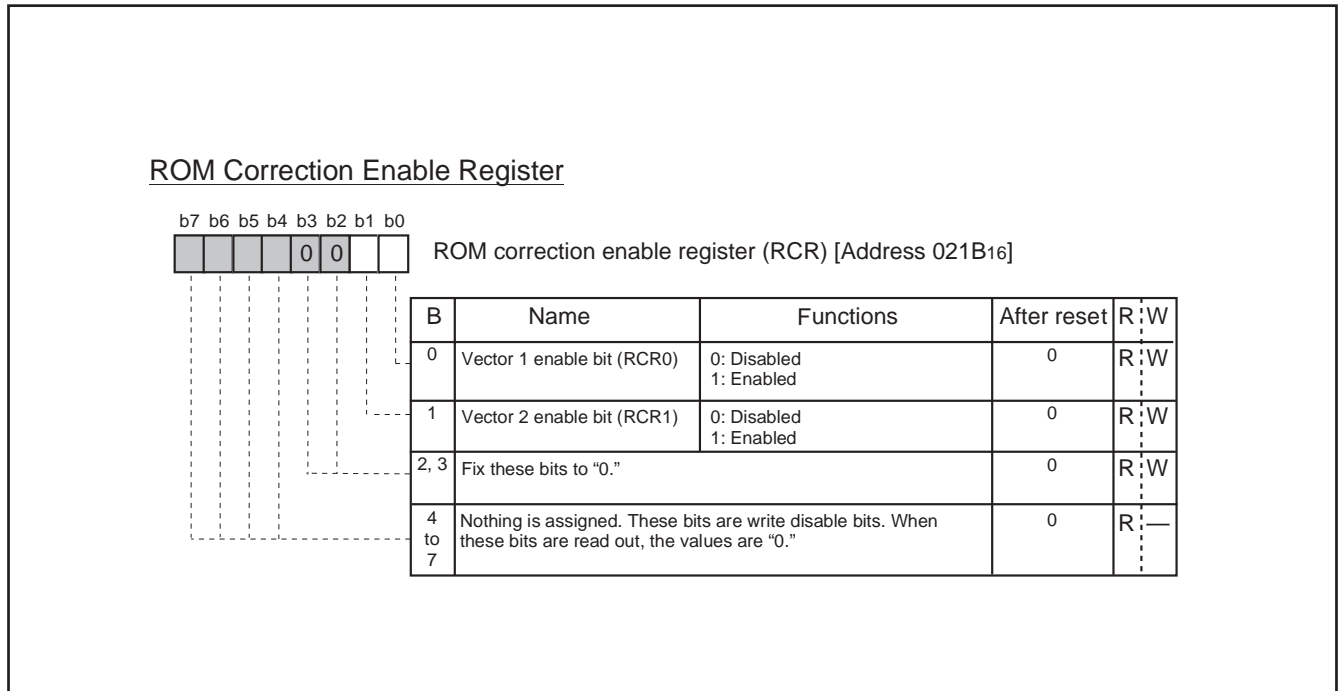 ROM Correction Enable Register
b7 b6 b5 b4 b3 b2 b1 b0
0 0
ROM correction enable register (RCR) [Address 021B16]
B Name Functions After reset R W
0 Vector 1 enable bit (RCR0) 0: Disabled 0 R W
1: Enabled
1 Vector 2 enable bit (RCR1) 0: Disabled 0 R W
1: Enabled
2, 3 Fix these bits to “0.” 0 R W
4 Nothing is assigned. These bits are write disable bits. When 0 R —
to these bits are read out, the values are “0.”
7